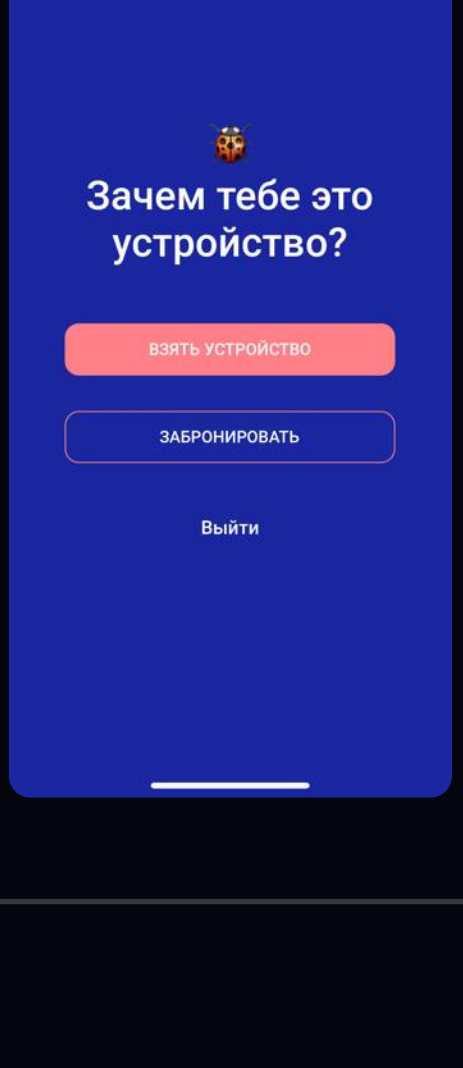 Зачем тебе это
устройство?
ВЗЯТЬ УСТРОЙСТВО
ЗАБРОНИРОВАТЬ
Выйти